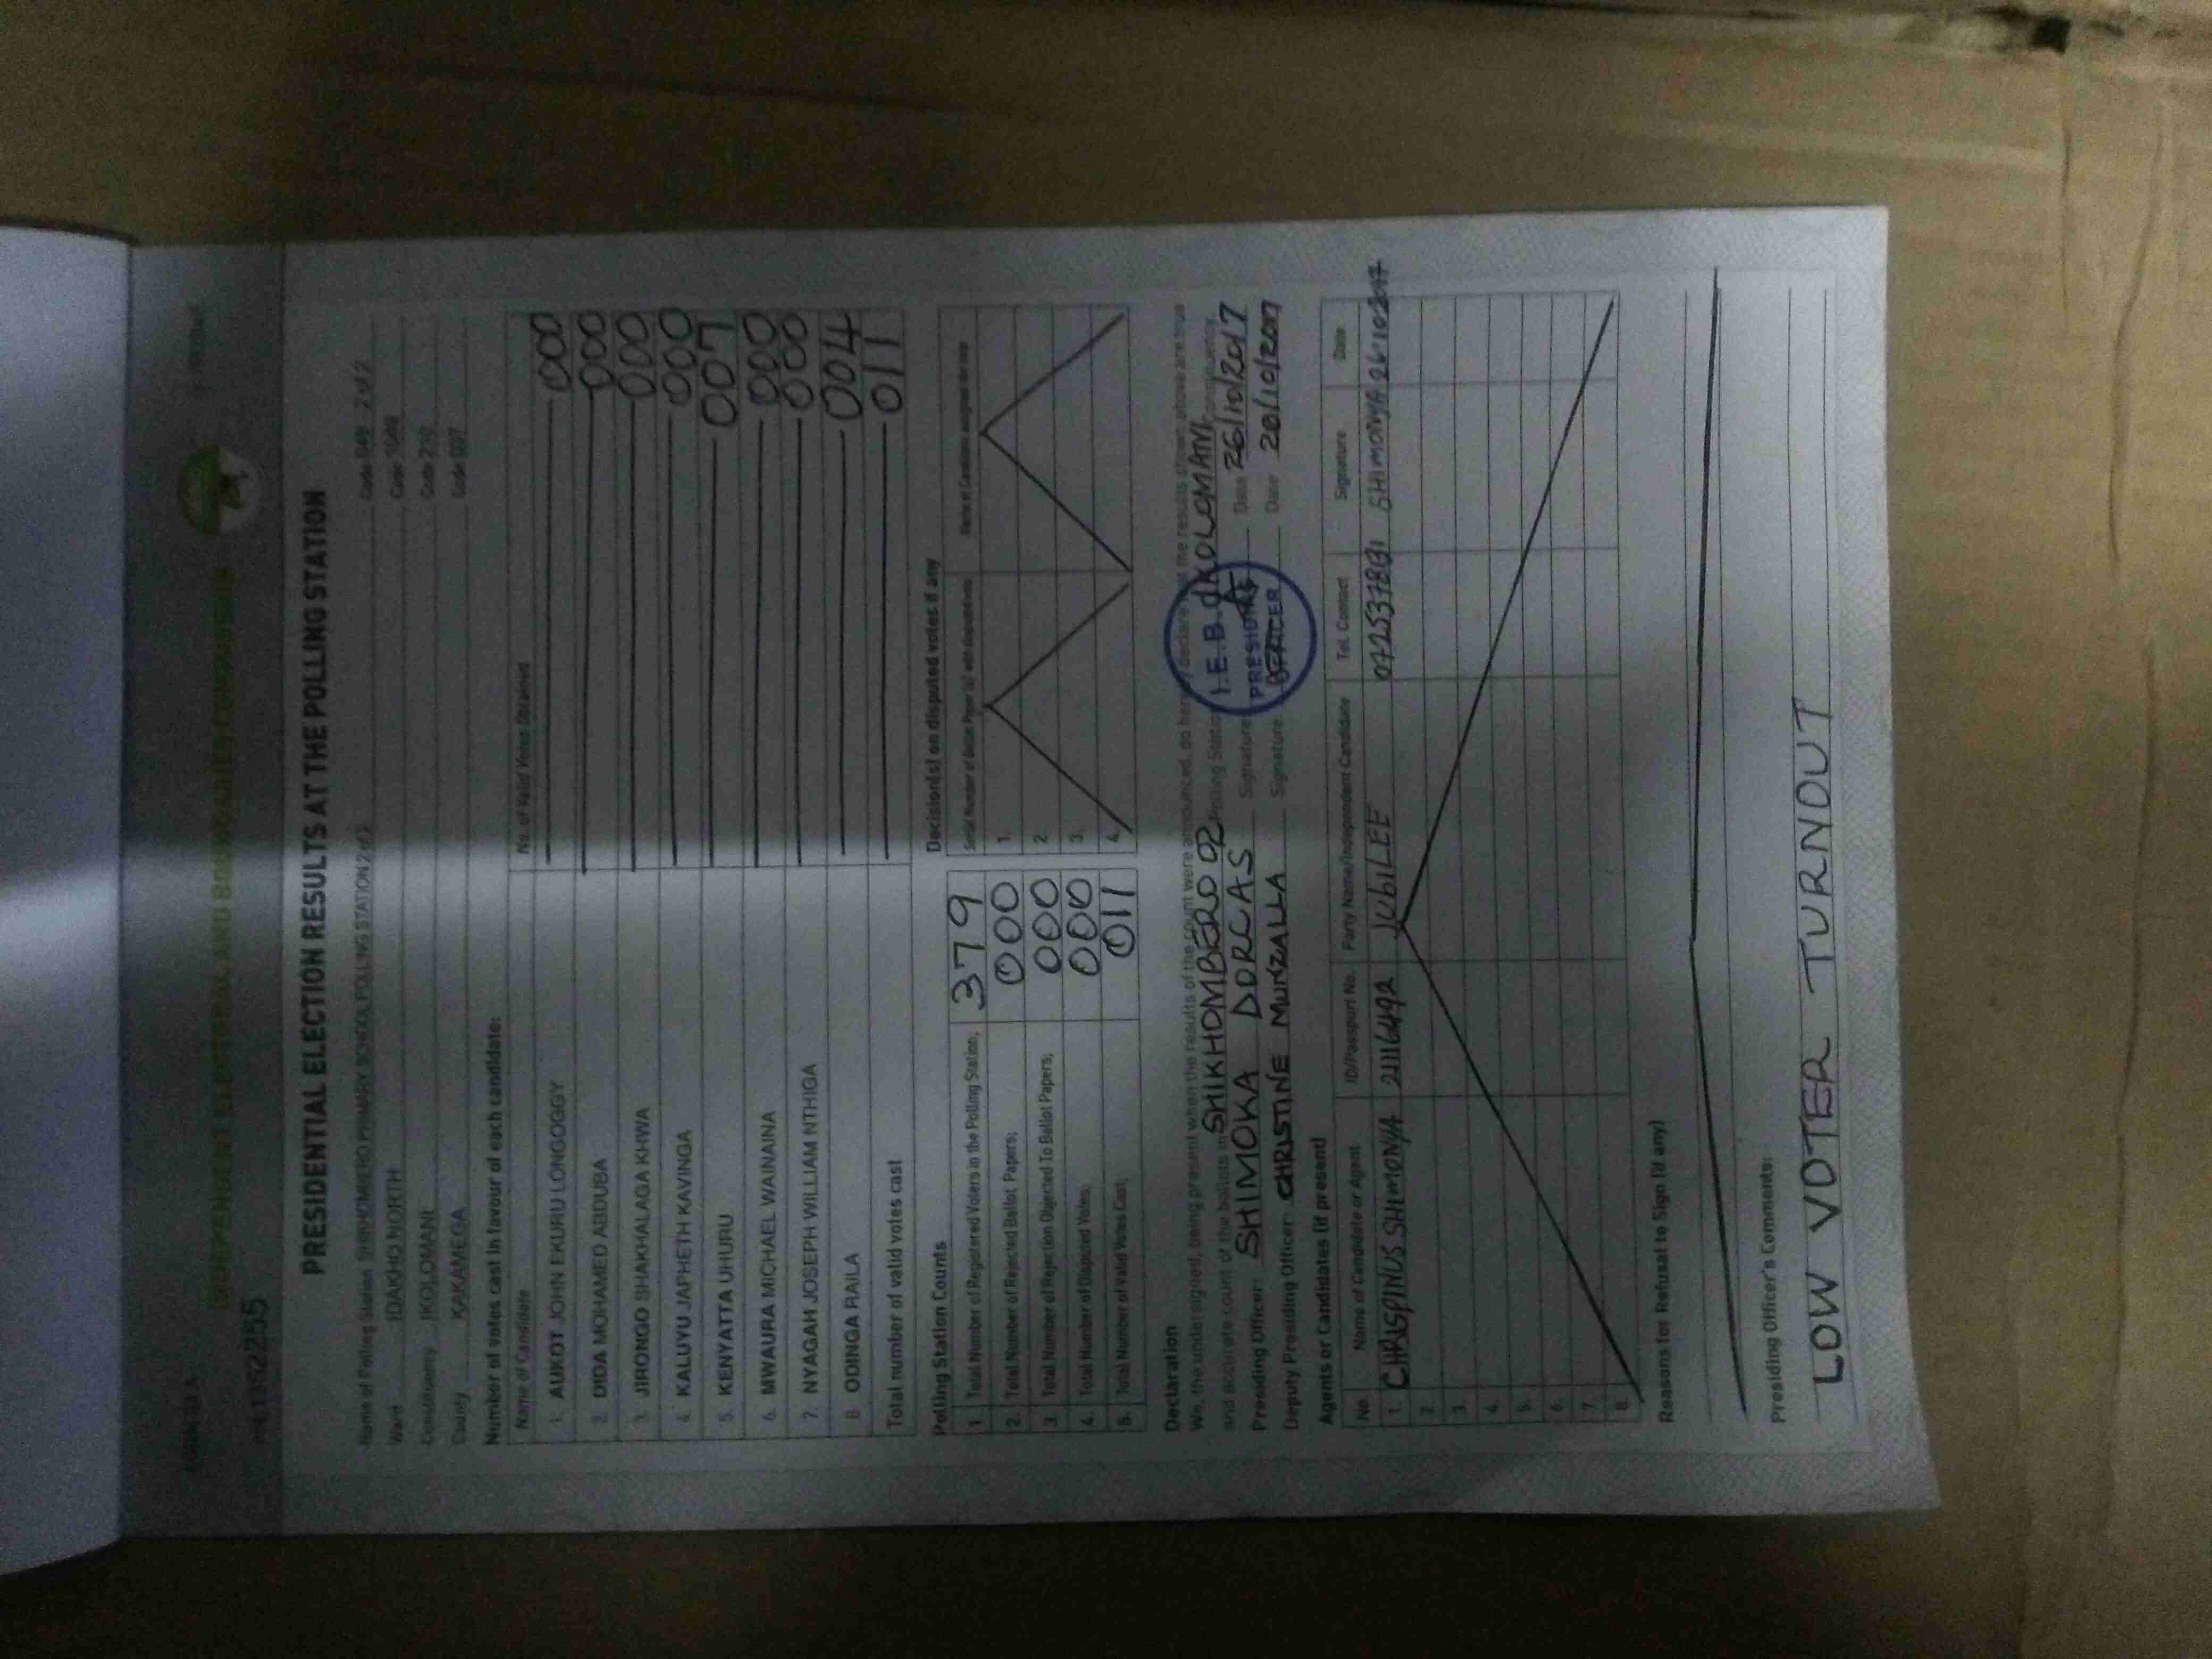 FORM 34A
INDEPENDENT ELECTORAL AND BOUNDARIES COMMISSION
PRESIDENTIAL ELECTION RESULTS AT THE POLLING STATION
Name of Polling Station SHIKHOMBERO PRIMARY SCHOOL POLLING STATION 2 of 2 Code 049 2 of 2
Ward IDAKHO NORTH Code
Constituency IKOLOMANI Code 210
County KAKAMEGA Code 037
Number of votes cast in favour of each candidate:
Name of Candidate No. of Valid Votes Obtained
1. AUKOT JOHN EKURU LONGOGGY 000
2. DIDA MOHAMED ABDUBA 000
3. JIRONGO SHAKHALAGA KHWA 000
4. KALUYU JAPHETH KAVINGA 000
5. KENYATTA UHURU 007
6. MWAURA MICHAEL WAINAINA 000
7. NYAGAH JOSEPH WILLIAM NTHIGA 000
8. ODINGA RAILA 004
Total number of valid votes cast 011
Polling Station Counts
1. Total Number of Registered Voters in the Polling Station; 379
2. Total Number of Rejected Ballot Papers; 000
3. Total Number of Rejection Objected To Ballot Papers; 000
4. Total Number of Disputed Votes; 000
5. Total Number of Valid Votes Cast; 011
Decision(s) on disputed votes if any
Serial Number of Ballot Paper (s) with disputed vote Name of Candidate assigned the vote
1.
2.
3.
4.
Declaration
We, the undersigned, being present when the results of the count were announced, do hereby declare that the results shown above are true
and accurate count of the ballots in SHIKHOMBERO 02 Polling Station IKOLOMANI Constituency.
Presiding Officer: SHIMOKA DORCAS Signature Date 26/10/2017
Deputy Presiding Officer: CHRISTINE MUKZALLA Signature Date 26/10/2017
I.E.B.C
PRESIDING
OFFICER
Agents or Candidates (if present)
No. Name of Candidate or Agent ID/Passport No. Party Name/Independent Candidate Tel. Contact Signature Date
1. CHRISPINUS SHIMONYA 21116492 JUBILEE SHIMONYA 26.10.2017
2.
3.
4.
5.
6.
7.
8.
Reasons for Refusal to Sign (if any)
Presiding Officer's Comments:
LOW VOTER TURNOUT